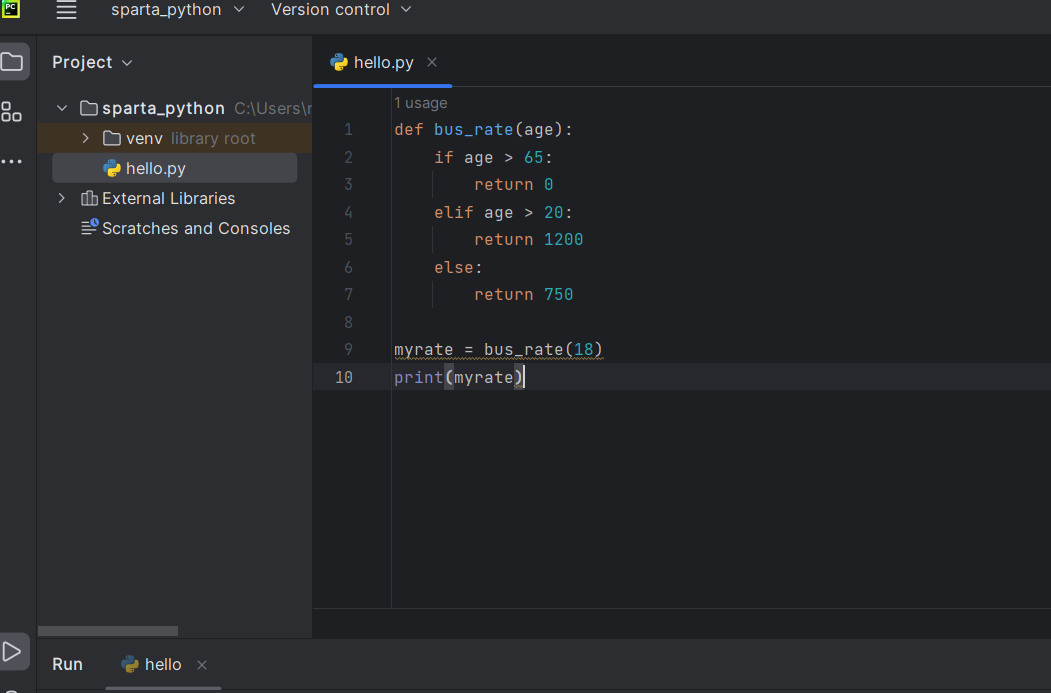 PC
sparta_python
Version control
Project
hello.py
sparta_python C:\Users\
venv library root
hello.py
External Libraries
Scratches and Consoles
1 usage
1 def bus_rate(age):
2 if age > 65:
3 return 0
4 elif age > 20:
5 return 1200
6 else:
7 return 750
8
9 myrate = bus_rate(18)
10 print(myrate)
Run
hello